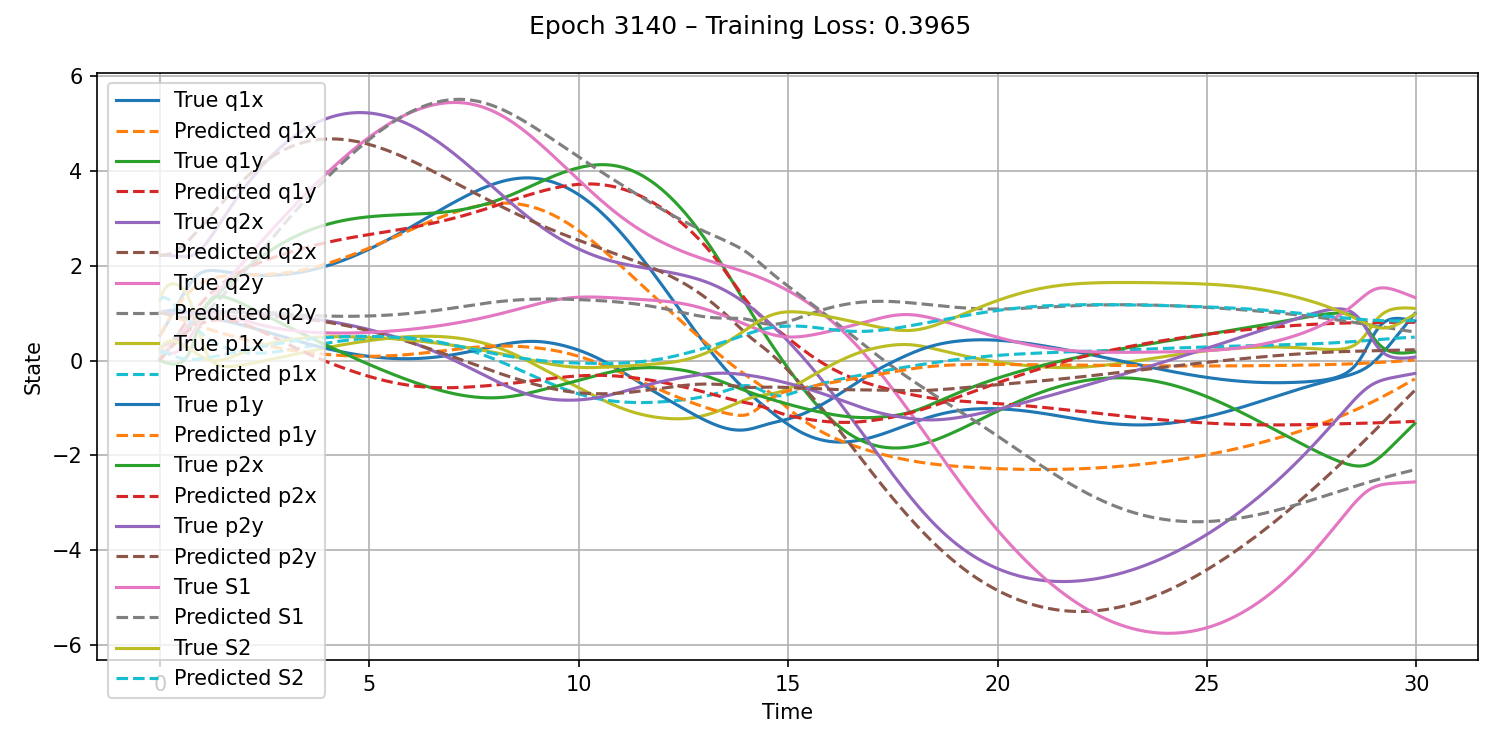 Epoch 3140 – Training Loss: 0.3965
6
4
2
0
−2
−4
−6
State
True q1x
Predicted q1x
True q1y
Predicted q1y
True q2x
Predicted q2x
True q2y
Predicted q2y
True p1x
Predicted p1x
True p1y
Predicted p1y
True p2x
Predicted p2x
True p2y
Predicted p2y
True S1
Predicted S1
True S2
Predicted S2
0 5 10 15 20 25 30
Time